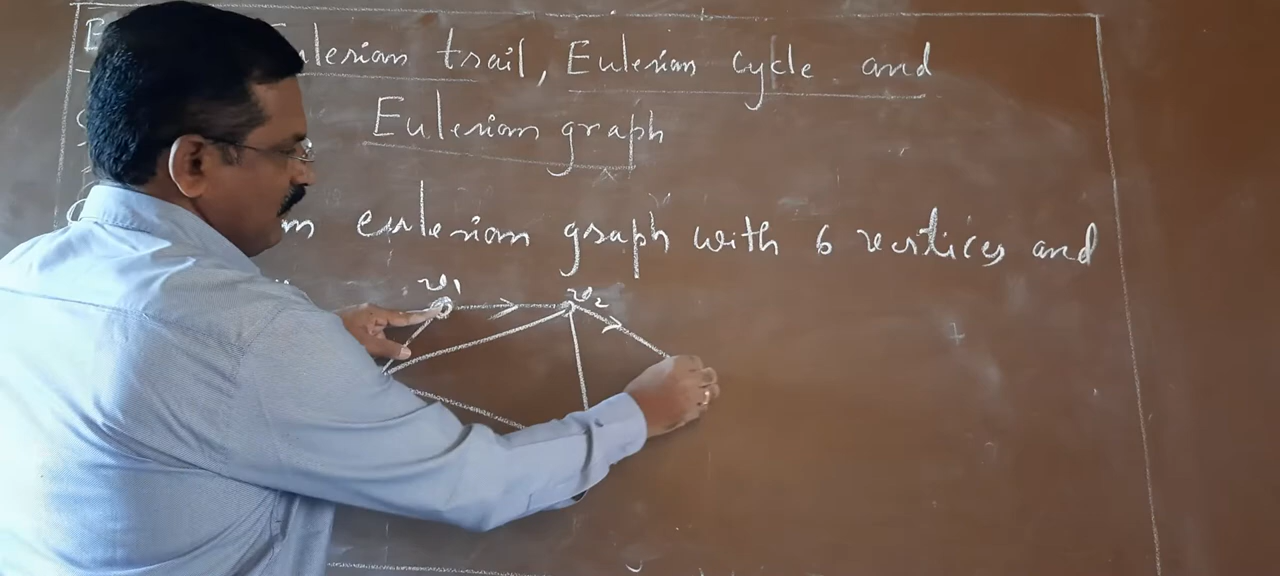 Eulerian trail, Eulerian cycle and
Eulerian graph
eulerian graph with 6 vertices and
v1 v2